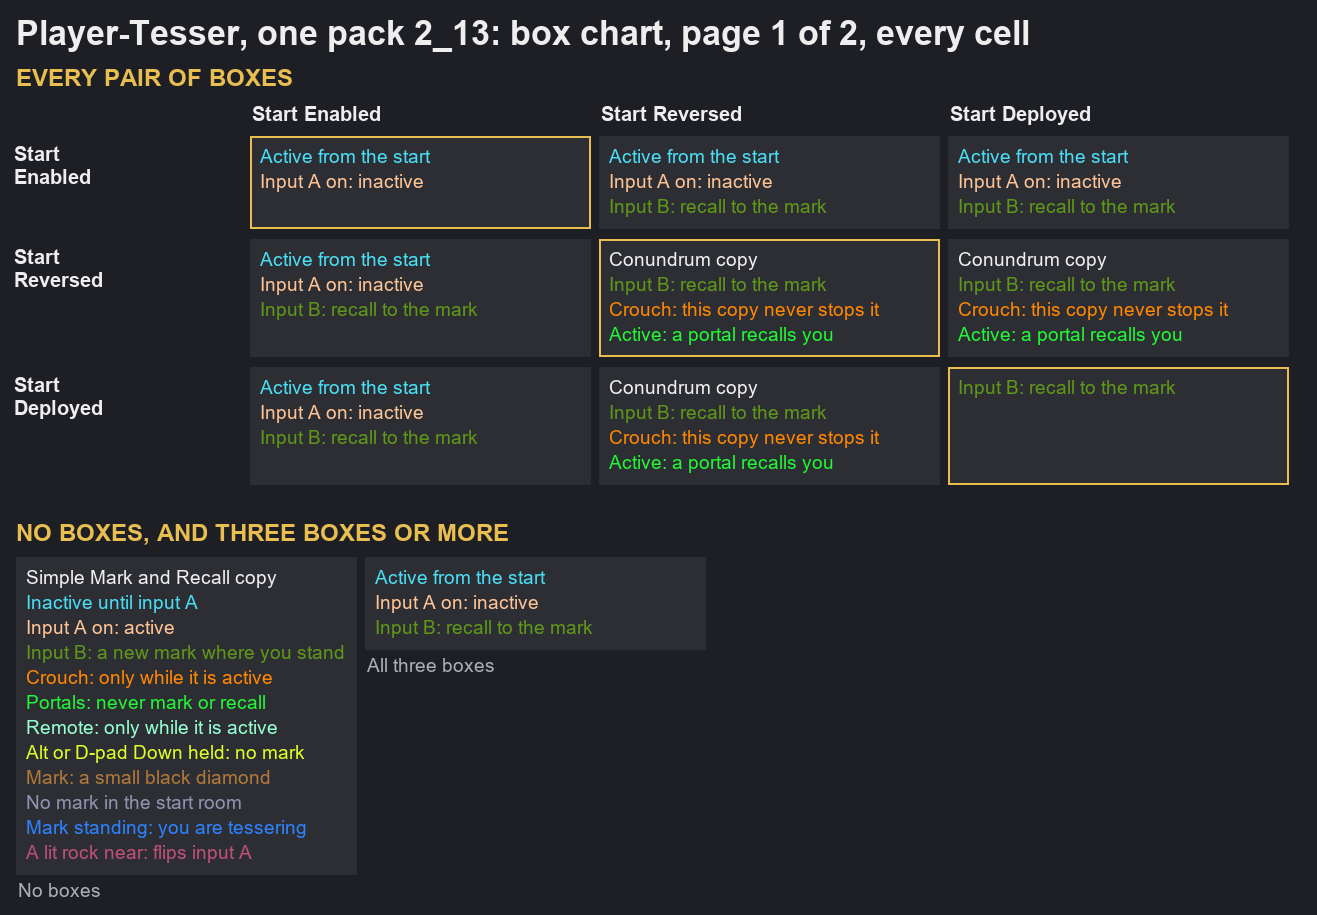 Player-Tesser, one pack 2_13: box chart, page 1 of 2, every cell
EVERY PAIR OF BOXES
Start Enabled
Start Reversed
Start Deployed
Start
Enabled
Active from the start
Input A on: inactive
Active from the start
Input A on: inactive
Input B: recall to the mark
Active from the start
Input A on: inactive
Input B: recall to the mark
Start
Reversed
Active from the start
Input A on: inactive
Input B: recall to the mark
Conundrum copy
Input B: recall to the mark
Crouch: this copy never stops it
Active: a portal recalls you
Conundrum copy
Input B: recall to the mark
Crouch: this copy never stops it
Active: a portal recalls you
Start
Deployed
Active from the start
Input A on: inactive
Input B: recall to the mark
Conundrum copy
Input B: recall to the mark
Crouch: this copy never stops it
Active: a portal recalls you
Input B: recall to the mark
NO BOXES, AND THREE BOXES OR MORE
Simple Mark and Recall copy
Inactive until input A
Input A on: active
Input B: a new mark where you stand
Crouch: only while it is active
Portals: never mark or recall
Remote: only while it is active
Alt or D-pad Down held: no mark
Mark: a small black diamond
No mark in the start room
Mark standing: you are tessering
A lit rock near: flips input A
No boxes
Active from the start
Input A on: inactive
Input B: recall to the mark
All three boxes